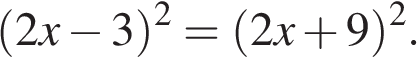 (2x − 3)² = (2x + 9)².